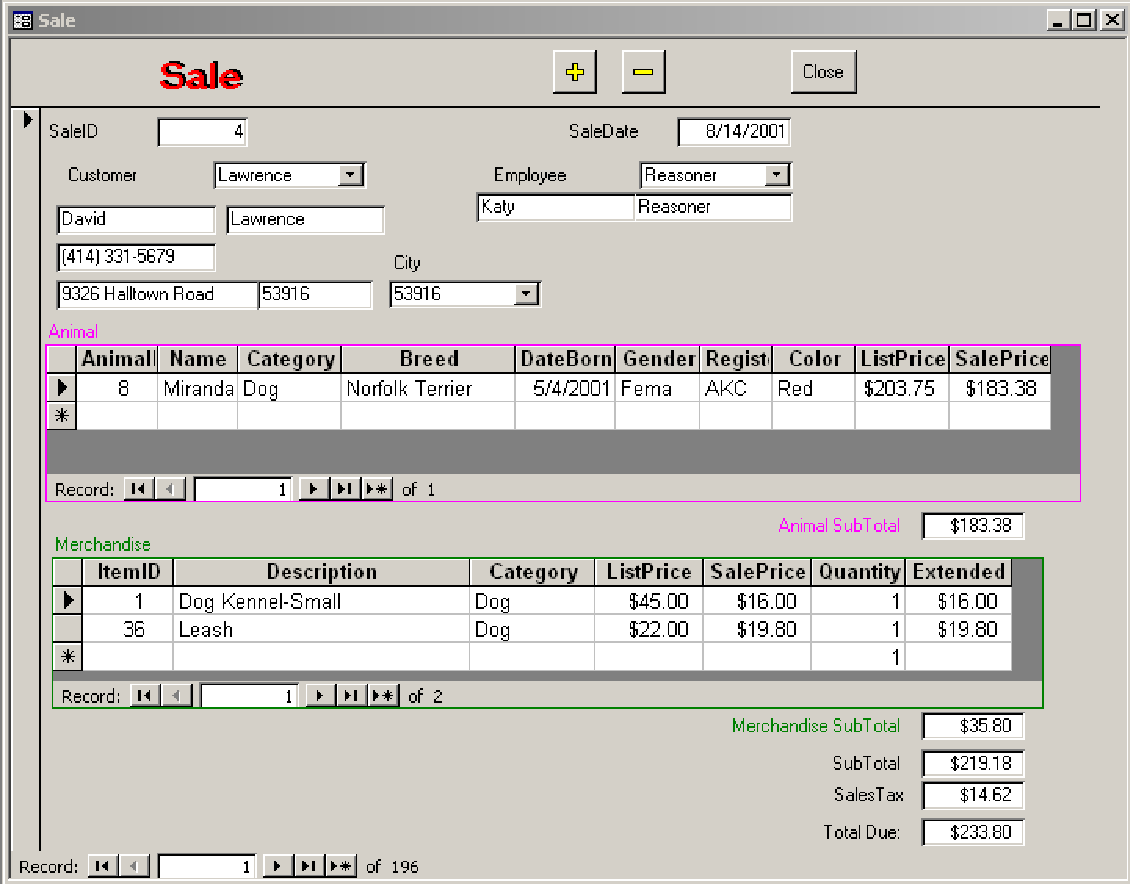 Sale
Sale
Close
SaleID 4 SaleDate 8/14/2001
Customer Lawrence Employee Reasoner
David Lawrence Katy Reasoner
(414) 331-5679
City
9326 Halltown Road 53916 53916
Animal
AnimalI Name Category Breed DateBorn Gender Regist Color ListPrice SalePrice
8 Miranda Dog Norfolk Terrier 5/4/2001 Fema AKC Red $203.75 $183.38
Record: 1 of 1
Animal SubTotal $183.38
Merchandise
ItemID Description Category ListPrice SalePrice Quantity Extended
1 Dog Kennel-Small Dog $45.00 $16.00 1 $16.00
36 Leash Dog $22.00 $19.80 1 $19.80
1
Record: 1 of 2
Merchandise SubTotal $35.80
SubTotal $219.18
SalesTax $14.62
Total Due: $233.80
Record: 1 of 196